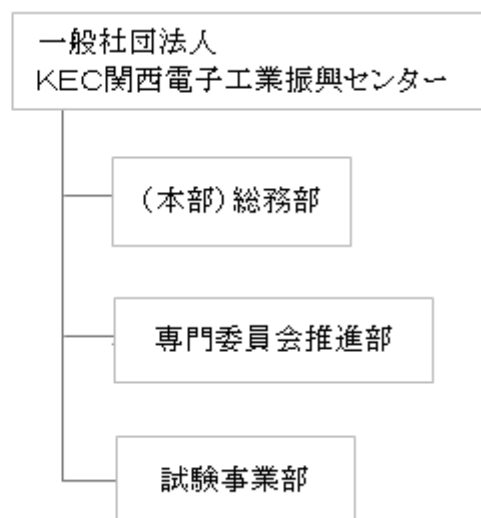 一般社団法人
KEC関西電子工業振興センター
（本部）総務部
専門委員会推進部
試験事業部